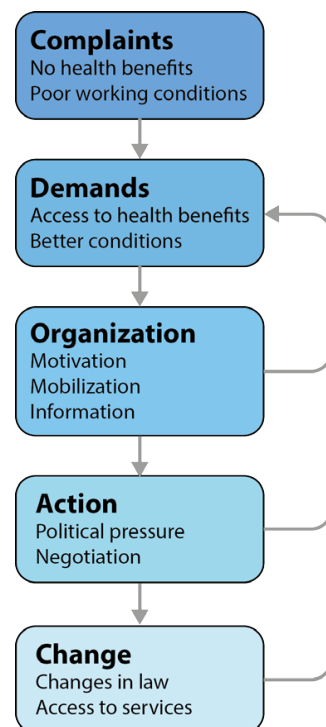 Complaints
No health benefits
Poor working conditions
Demands
Access to health benefits
Better conditions
Organization
Motivation
Mobilization
Information
Action
Political pressure
Negotiation
Change
Changes in law
Access to services